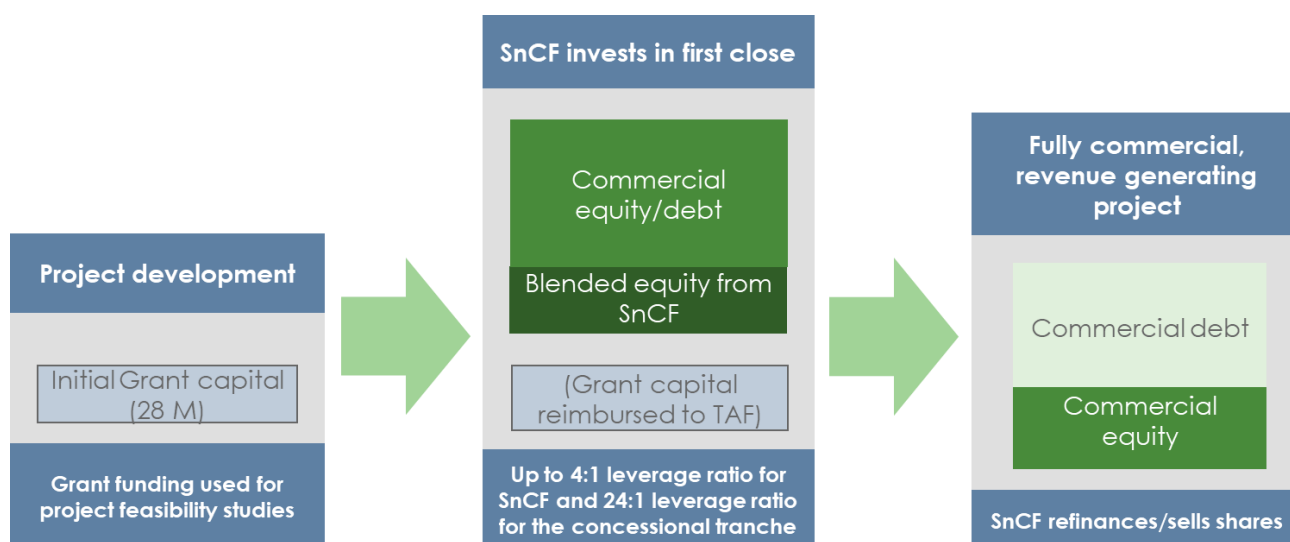 Project development
Initial Grant capital
(28 M)
Grant funding used for
project feasibility studies
SnCF invests in first close
Commercial
equity/debt
Blended equity from
SnCF
(Grant capital
reimbursed to TAF)
Up to 4:1 leverage ratio for
SnCF and 24:1 leverage ratio
for the concessional tranche
Fully commercial,
revenue generating
project
Commercial debt
Commercial
equity
SnCF refinances/sells shares